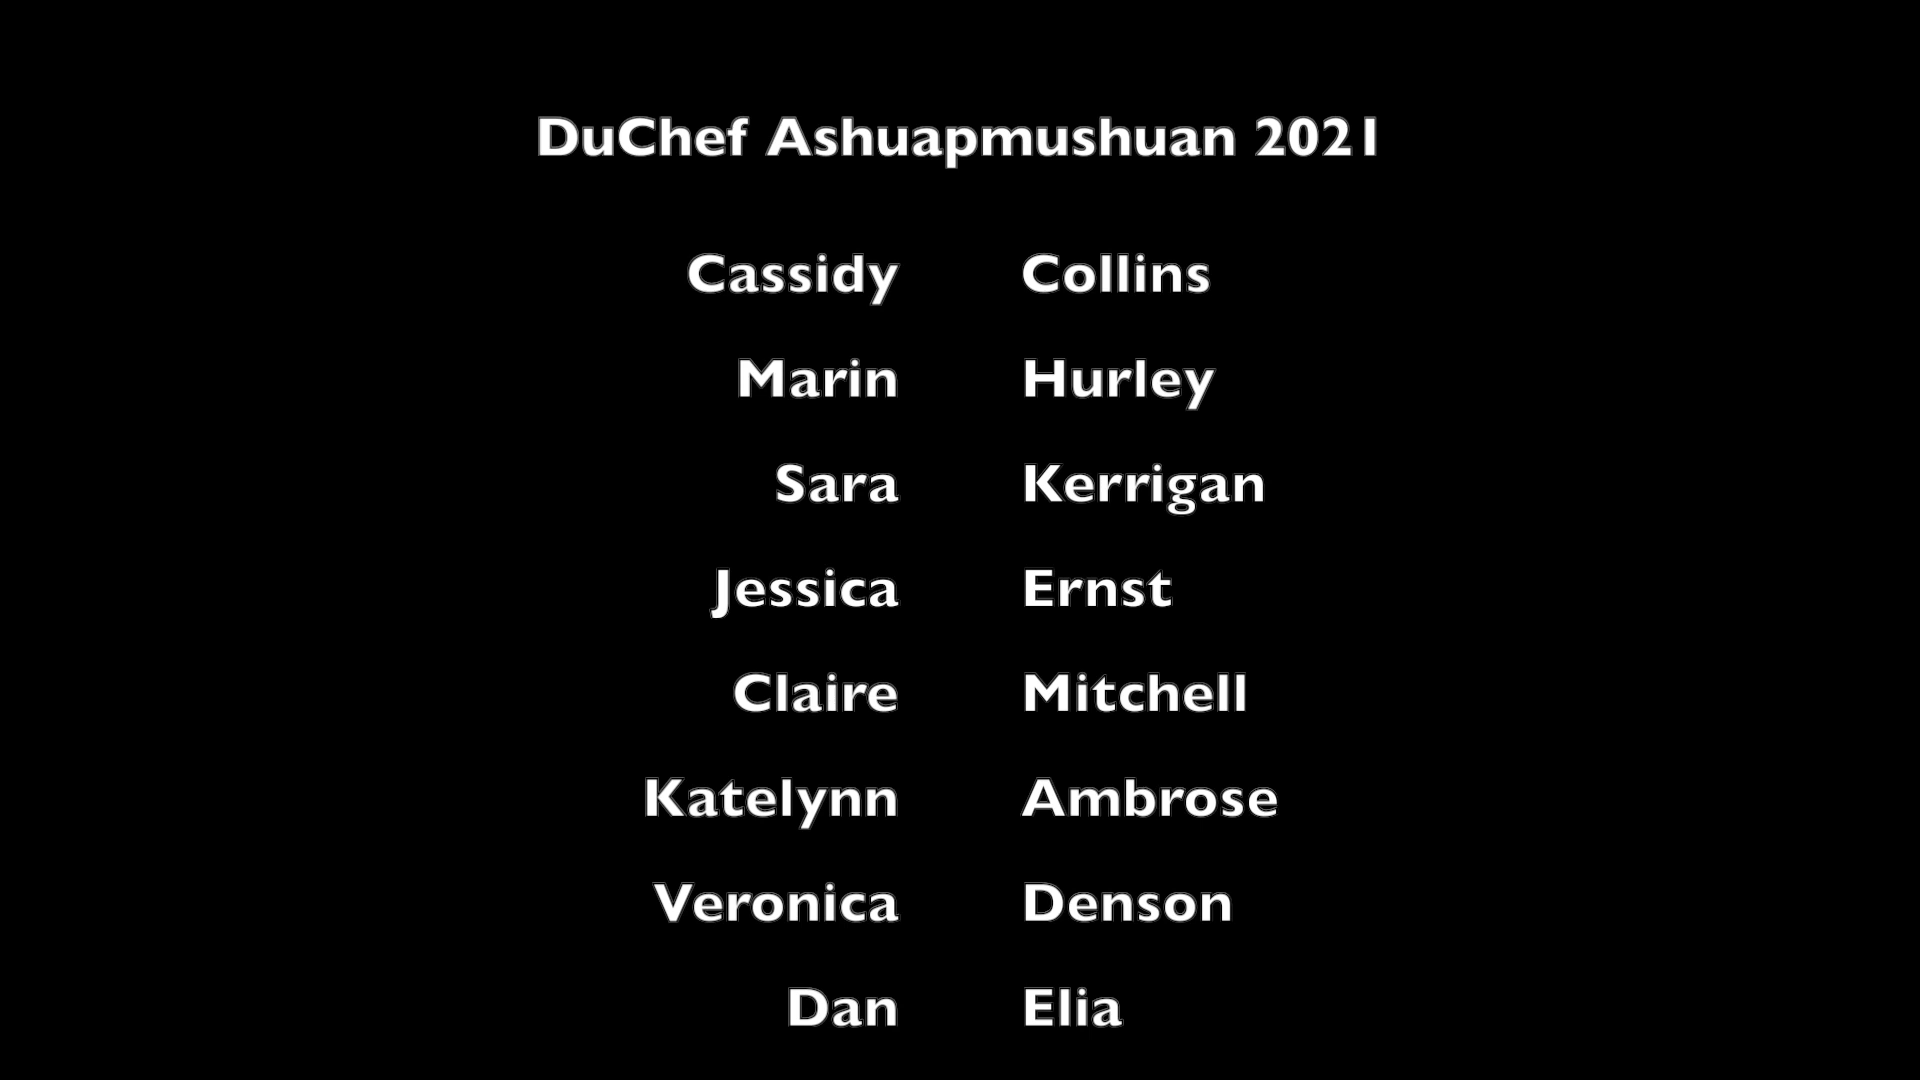 DuChef Ashuapmushuan 2021
Cassidy Collins
Marin Hurley
Sara Kerrigan
Jessica Ernst
Claire Mitchell
Katelynn Ambrose
Veronica Denson
Dan Elia